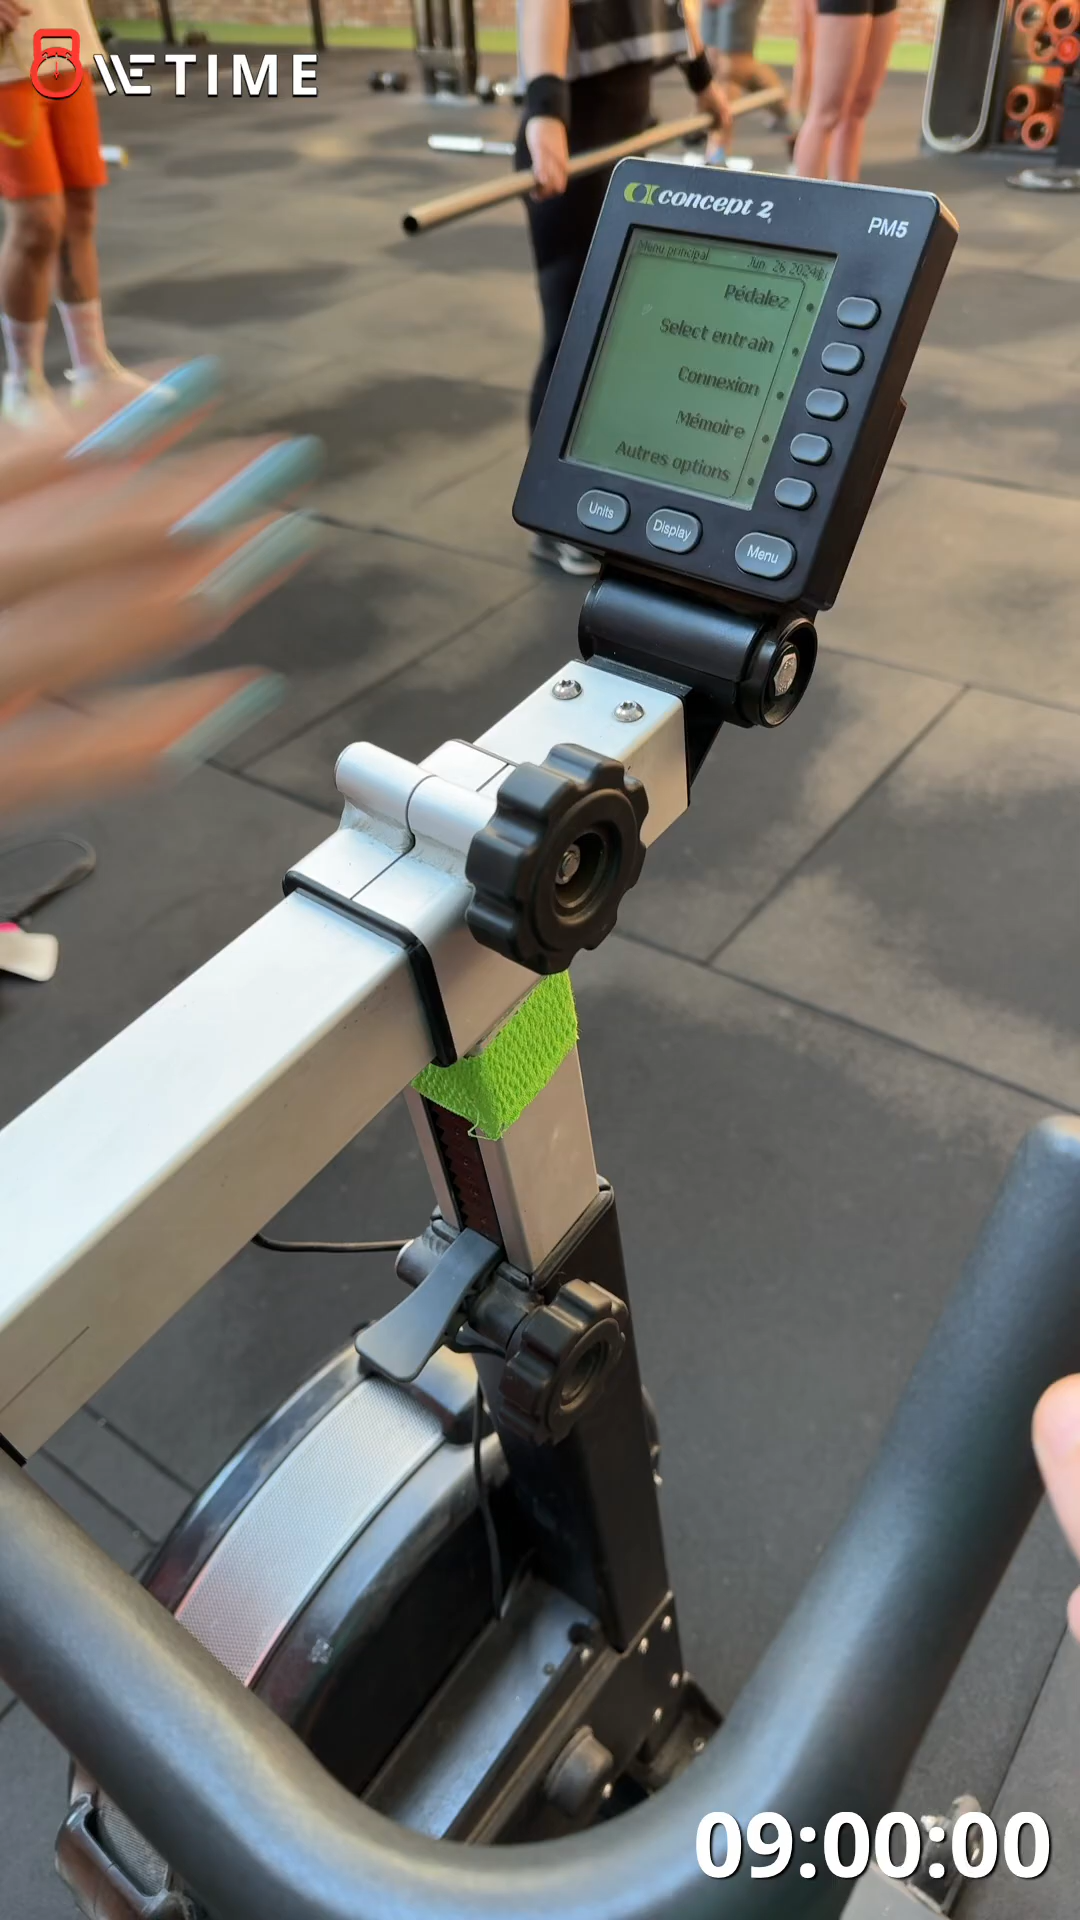 WETIME
concept 2
PM5
Menu principal
Jun 26 2024
Pédalez
Select entrain
Connexion
Mémoire
Autres options
Units
Display
Menu
09:00:00